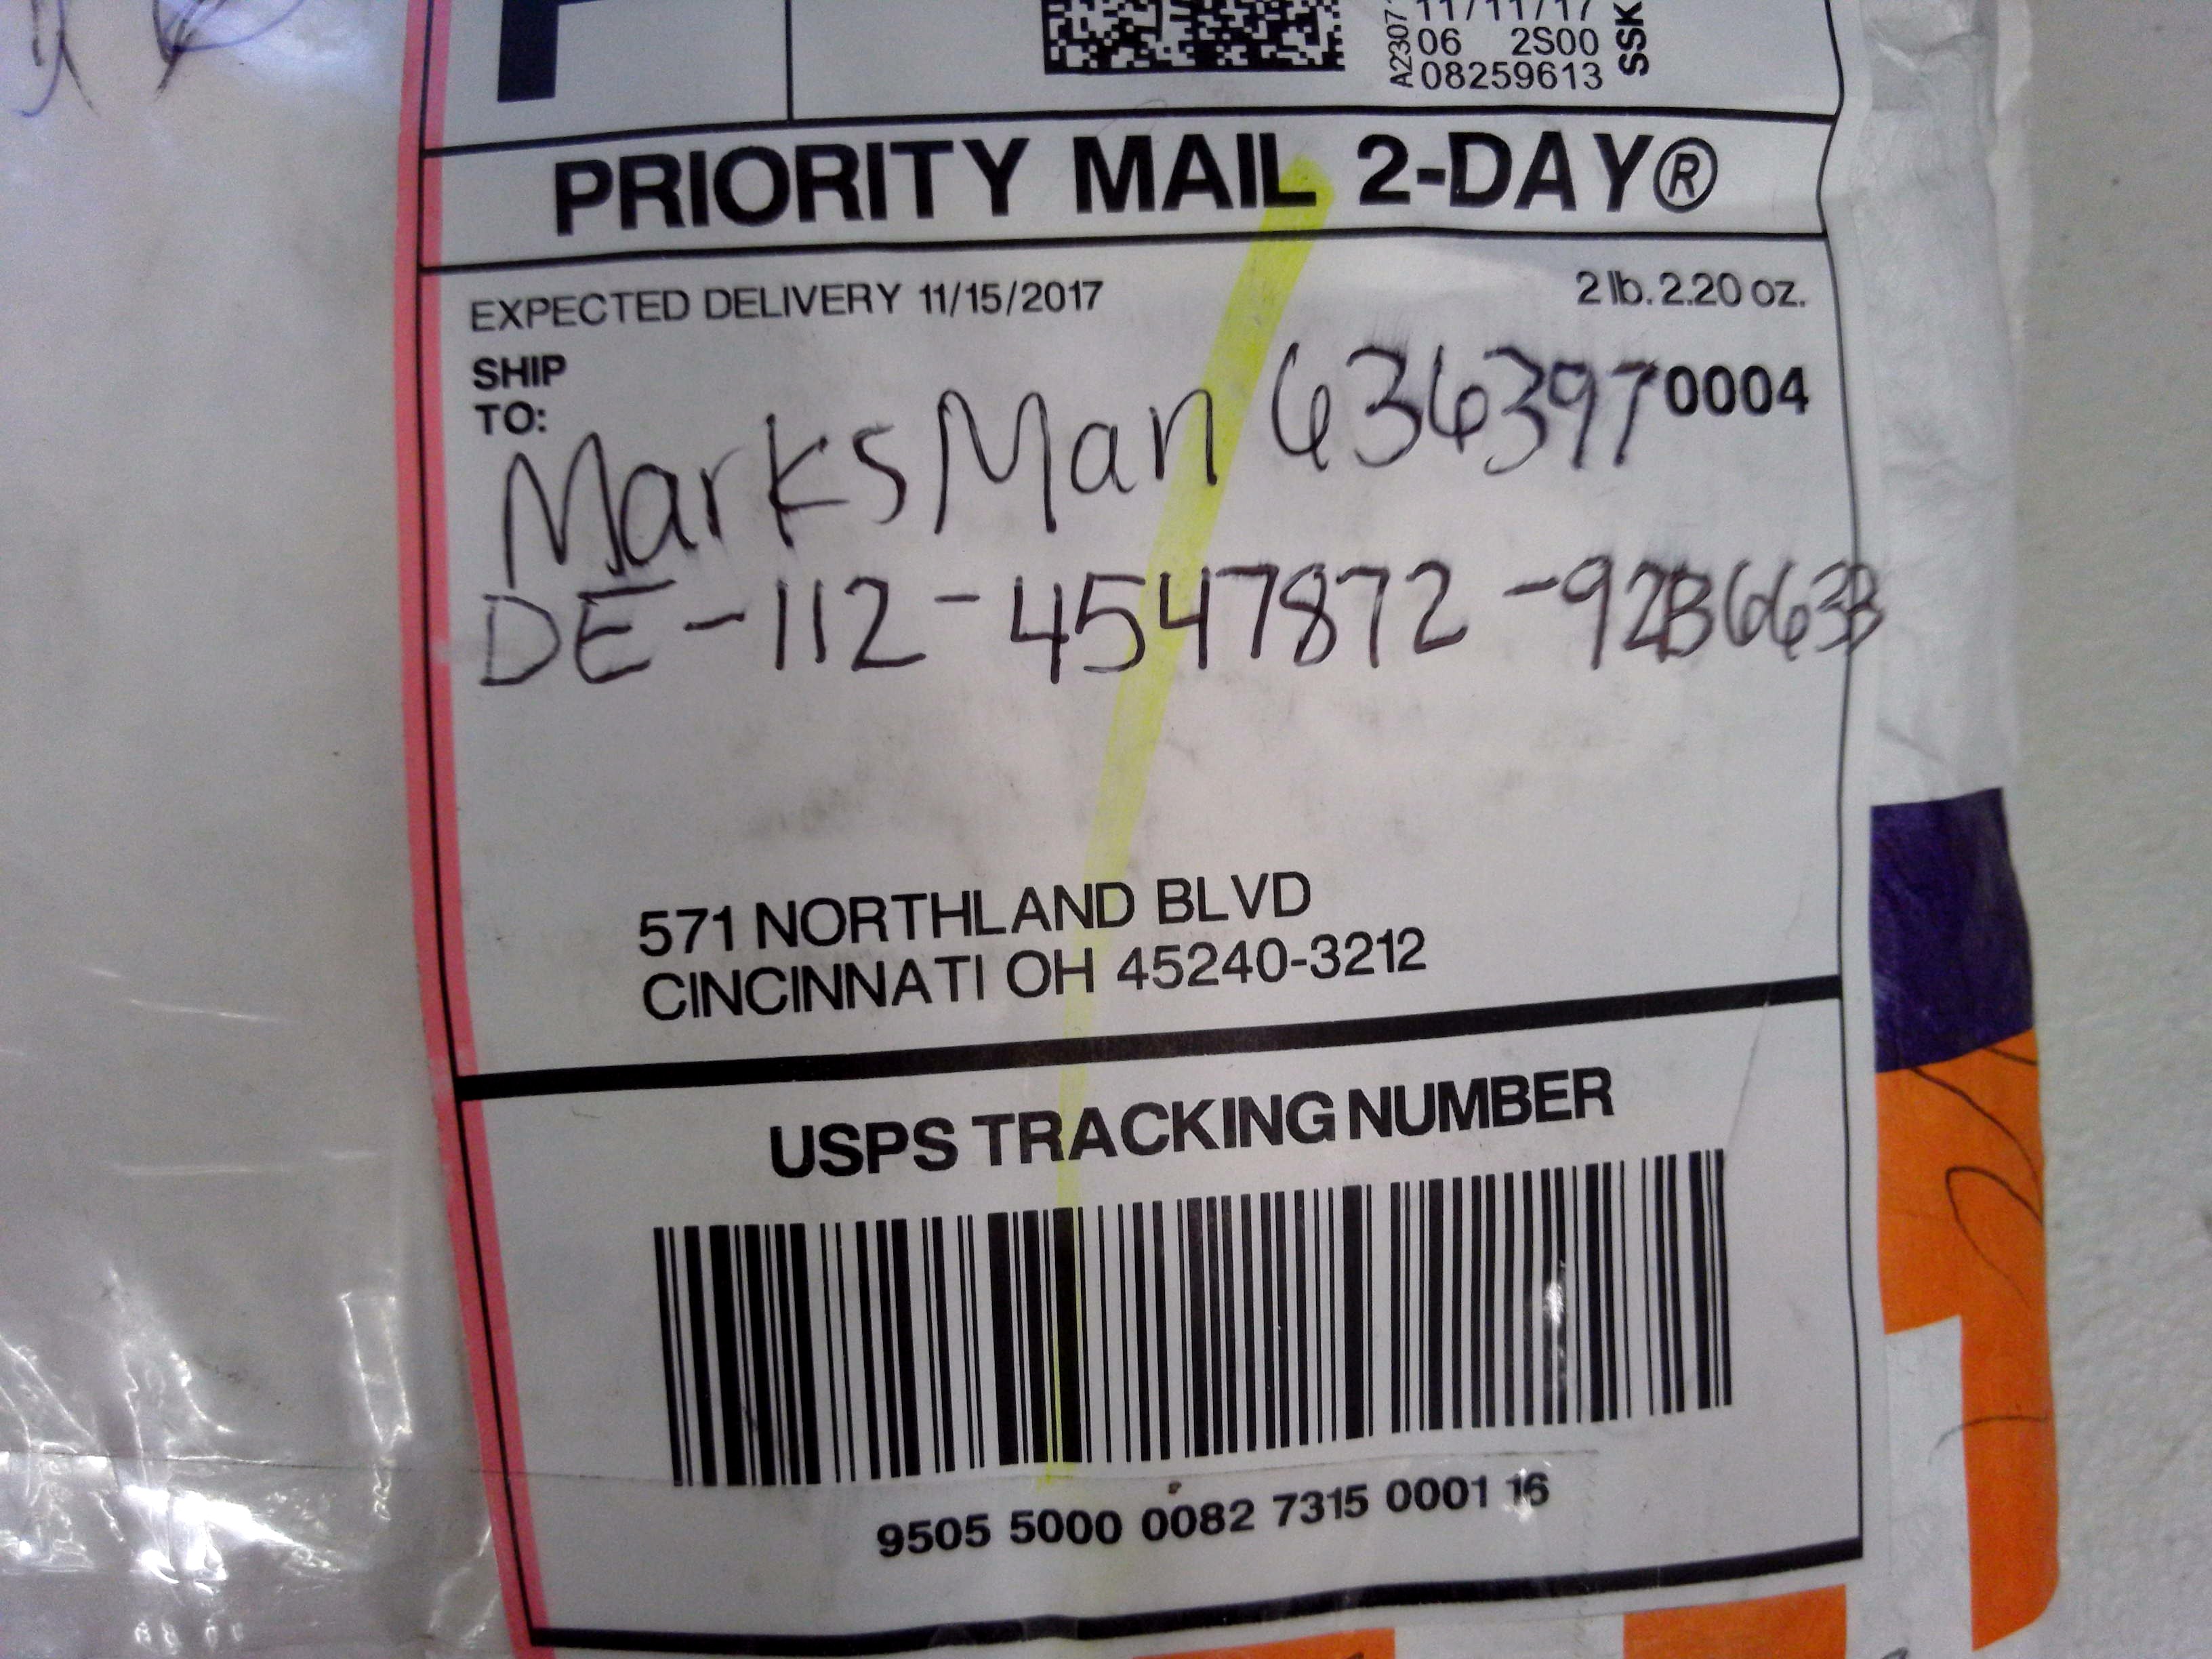 11/11/17
06 2S00
A2307
08259613
SSK
PRIORITY MAIL 2-DAY®
EXPECTED DELIVERY 11/15/2017
2 lb. 2.20 oz.
SHIP
TO:
0004
MarksMan 636397
DE-112-4547872-
571 NORTHLAND BLVD
CINCINNATI OH 45240-3212
USPS TRACKING NUMBER
9505 5000 0082 7315 0001 16